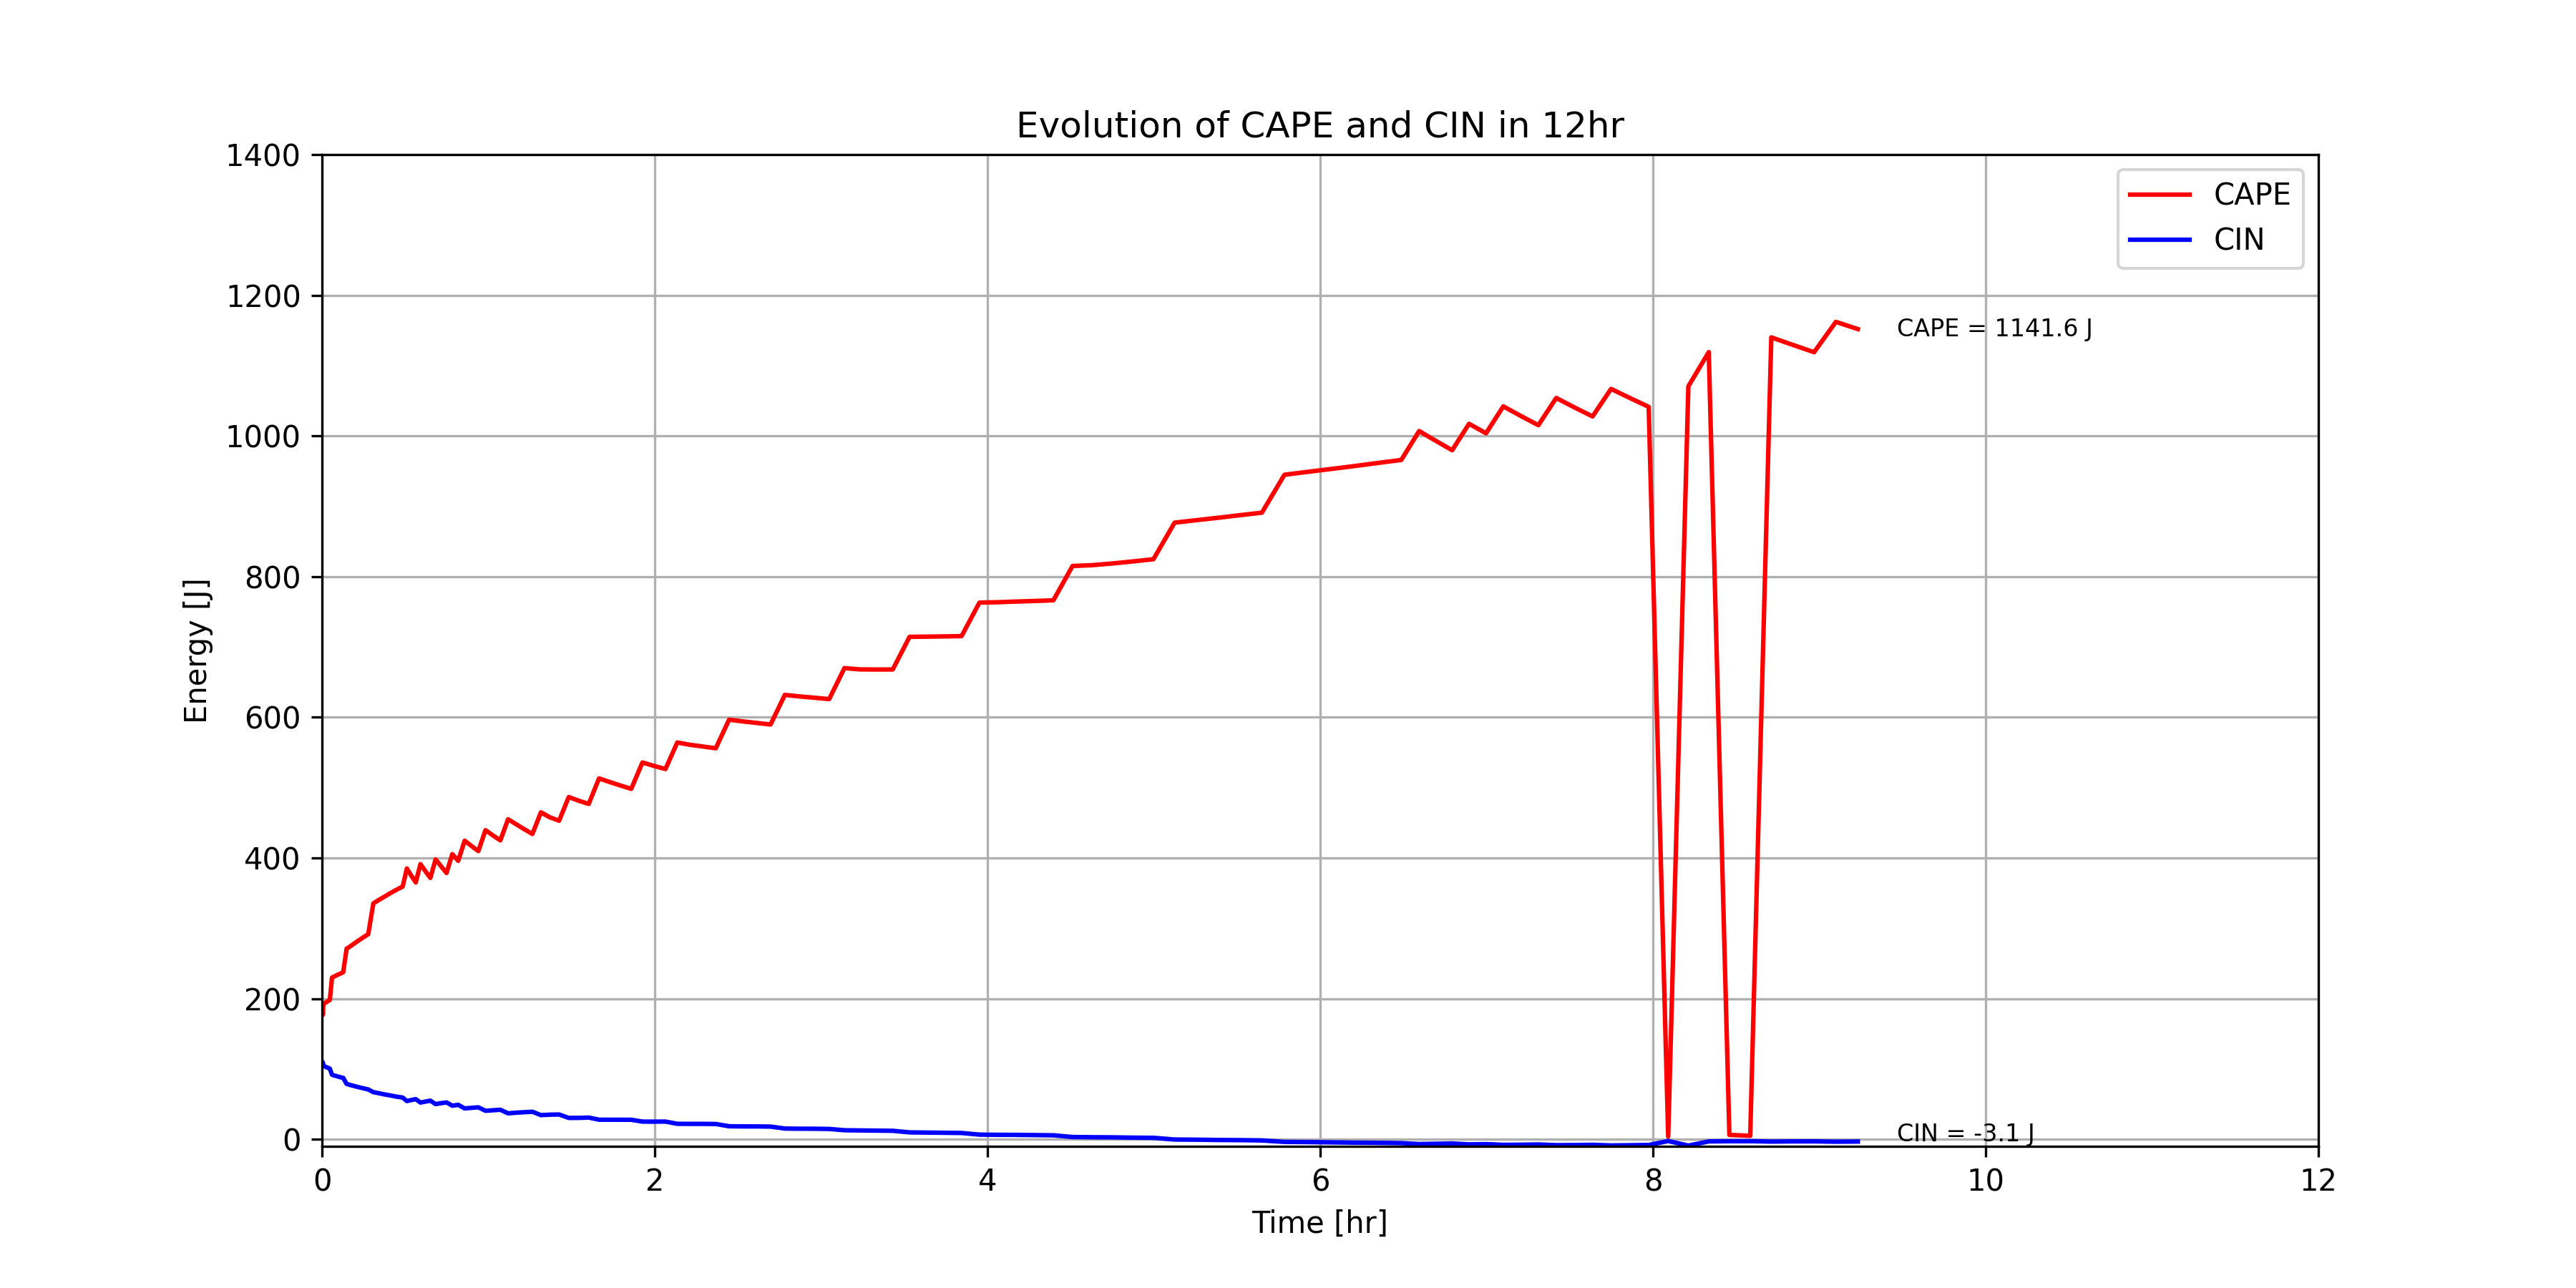 Evolution of CAPE and CIN in 12hr
1400
1200
1000
800
600
400
200
0
Energy [J]
CAPE
CIN
CAPE = 1141.6 J
CIN = -3.1 J
0 2 4 6 8 10 12
Time [hr]